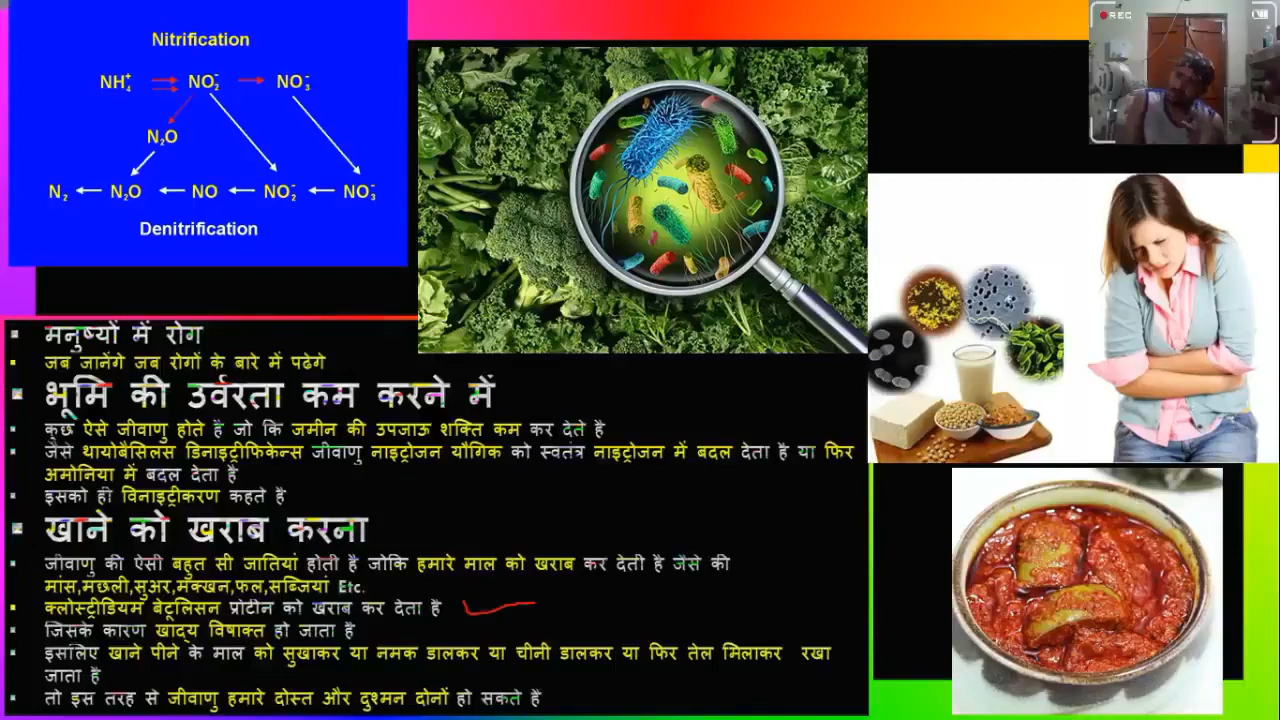 Nitrification
NH₄⁺ NO₂⁻ NO₃⁻
N₂O
N₂ N₂O NO NO₂⁻ NO₃⁻
Denitrification
REC
मनुष्यों में रोग
जब जानेंगे जब रोगों के बारे में पढेगे
भूमि की उर्वरता कम करने में
कुछ ऐसे जीवाणु होते है जो कि जमीन की उपजाऊ शक्ति कम कर देते है
जैसे थायोबैसिलस डिनाइट्रीफिकेन्स जीवाणु नाइट्रोजन यौगिक को स्वतंत्र नाइट्रोजन में बदल देता है या फिर
अमोनिया में बदल देता है
इसको ही विनाइट्रीकरण कहते है
खाने को खराब करना
जीवाणु की ऐसी बहुत सी जातियां होती है जोकि हमारे माल को खराब कर देती है जैसे की
मांस,मछली,सुअर,मक्खन,फल,सब्जियां Etc.
क्लोस्ट्रीडियम बेटूलिसन प्रोटीन को खराब कर देता है
जिसके कारण खाद्य विषाक्त हो जाता है
इसलिए खाने पीने के माल को सुखाकर या नमक डालकर या चीनी डालकर या फिर तेल मिलाकर रखा
जाता है
तो इस तरह से जीवाणु हमारे दोस्त और दुश्मन दोनों हो सकते है